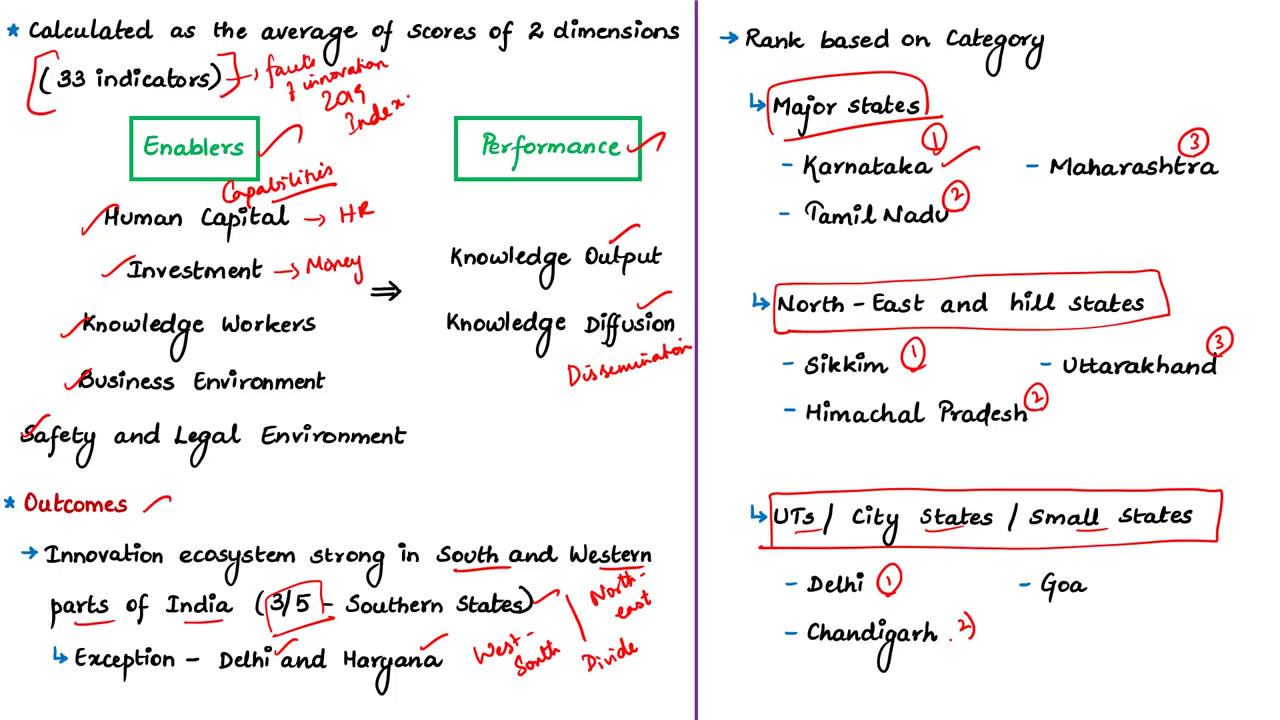 * Calculated as the average of scores of 2 dimensions
(33 indicators) → faults
of innovation
2019
Index.
Enablers
Performance
Capabilities
Human Capital → HR
Investment → Money
Knowledge Workers
Business Environment
Safety and Legal Environment
⇒
Knowledge Output
Knowledge Diffusion
Dissemination
* Outcomes
→ Innovation ecosystem strong in South and Western
parts of India (3/5 - Southern States)
↳ Exception - Delhi and Haryana
West-
South
North-
east
Divide
→ Rank based on Category
↳ Major states
- Karnataka 1
- Maharashtra 3
- Tamil Nadu 2
↳ North-East and hill states
- Sikkim 1
- Uttarakhand 3
- Himachal Pradesh 2
↳ UTs / City States / Small States
- Delhi 1
- Goa
- Chandigarh .2)